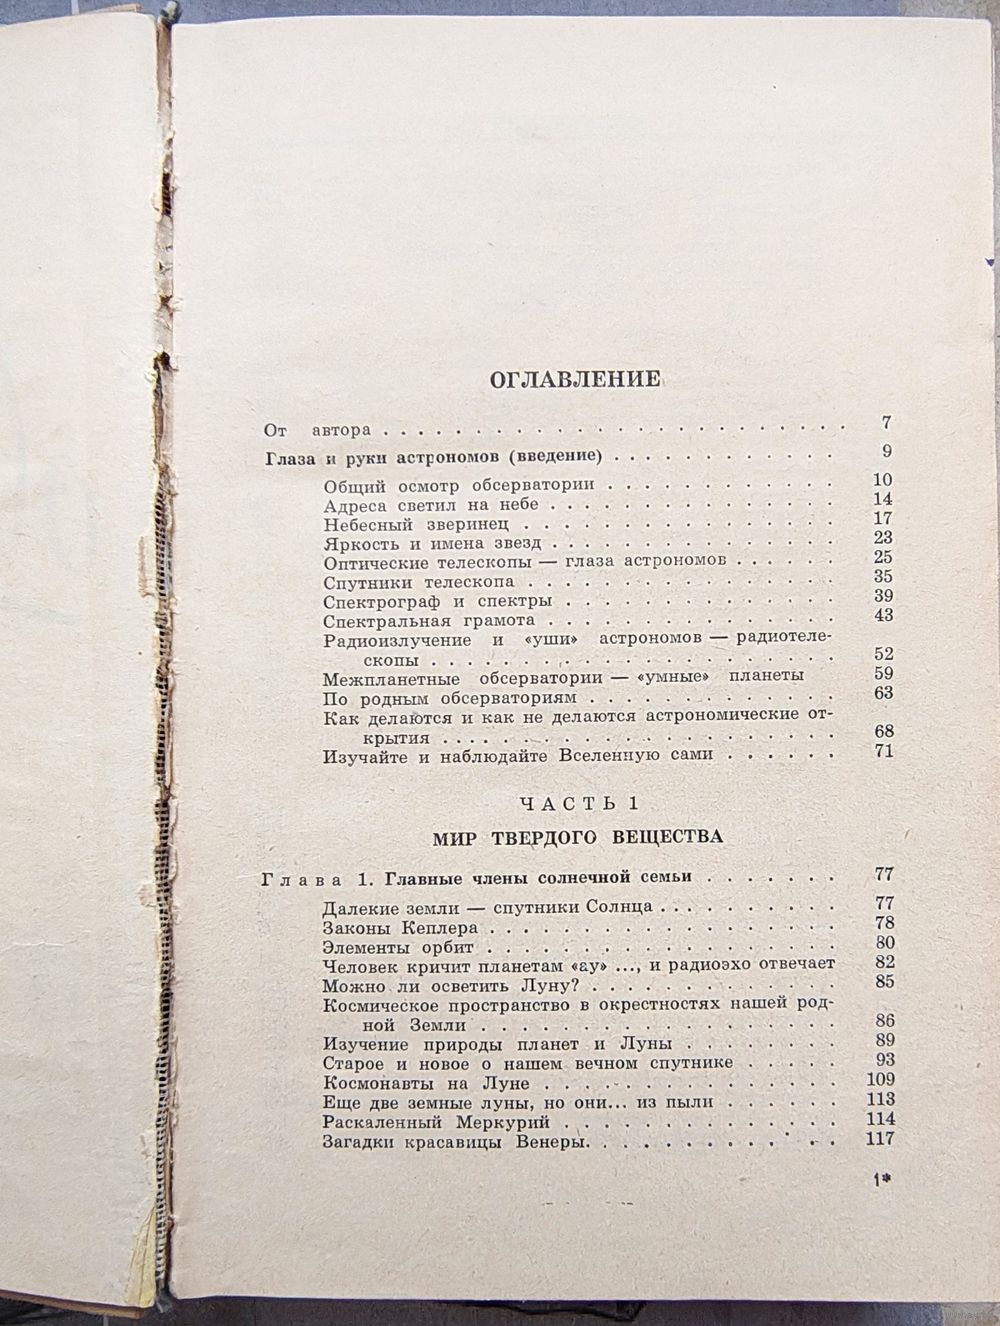 ОГЛАВЛЕНИЕ
От автора . . . . . . . . . . . . . . . . . . . . . . . . . 7
Глаза и руки астрономов (введение) . . . . . . . . . . . . 9
Общий осмотр обсерватории . . . . . . . . . . . . 10
Адреса светил на небе . . . . . . . . . . . . . . . 14
Небесный зверинец . . . . . . . . . . . . . . . . 17
Яркость и имена звезд . . . . . . . . . . . . . . . 23
Оптические телескопы — глаза астрономов . . . . . . 25
Спутники телескопа . . . . . . . . . . . . . . . . 35
Спектрограф и спектры . . . . . . . . . . . . . . 39
Спектральная грамота . . . . . . . . . . . . . . . 43
Радиоизлучение и «уши» астрономов — радиотеле-
скопы . . . . . . . . . . . . . . . . . . . . . 52
Межпланетные обсерватории — «умные» планеты 59
По родным обсерваториям . . . . . . . . . . . . . 63
Как делаются и как не делаются астрономические от-
крытия . . . . . . . . . . . . . . . . . . . . 68
Изучайте и наблюдайте Вселенную сами . . . . . . 71
ЧАСТЬ 1
МИР ТВЕРДОГО ВЕЩЕСТВА
Глава 1. Главные члены солнечной семьи . . . . . . . 77
Далекие земли — спутники Солнца . . . . . . . . . . 77
Законы Кеплера . . . . . . . . . . . . . . . . . . 78
Элементы орбит . . . . . . . . . . . . . . . . . . 80
Человек кричит планетам «ау» ..., и радиоэхо отвечает 82
Можно ли осветить Луну? . . . . . . . . . . . . . 85
Космическое пространство в окрестностях нашей род-
ной Земли . . . . . . . . . . . . . . . . . . 86
Изучение природы планет и Луны . . . . . . . . 89
Старое и новое о нашем вечном спутнике . . . . . 93
Космонавты на Луне . . . . . . . . . . . . . . . 109
Еще две земные луны, но они... из пыли . . . . . . 113
Раскаленный Меркурий . . . . . . . . . . . . . . 114
Загадки красавицы Венеры. . . . . . . . . . . . . 117
1*